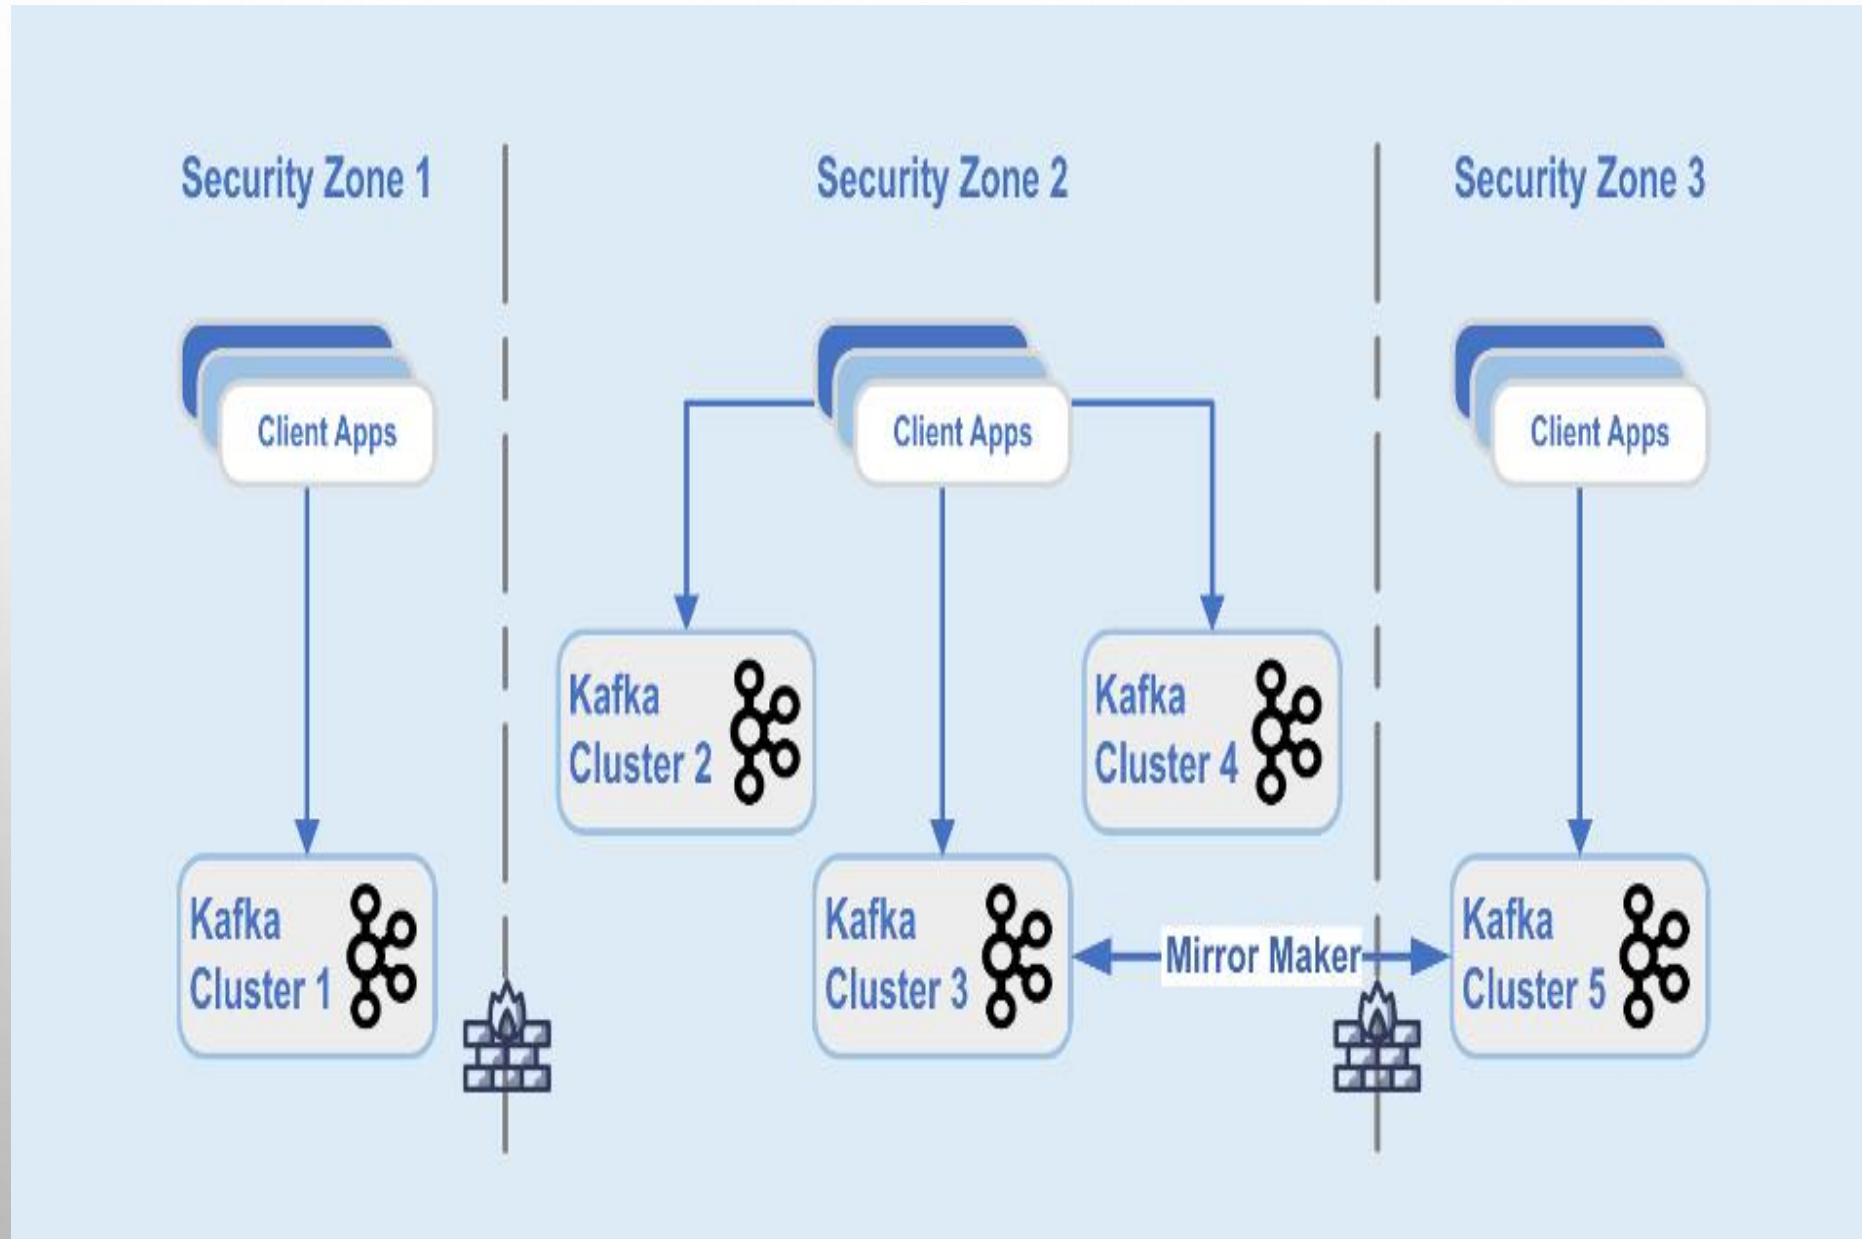 Security Zone 1
Security Zone 2
Security Zone 3
Client Apps
Client Apps
Client Apps
Kafka
Cluster 2
Kafka
Cluster 4
Kafka
Cluster 1
Kafka
Cluster 3
Mirror Maker
Kafka
Cluster 5